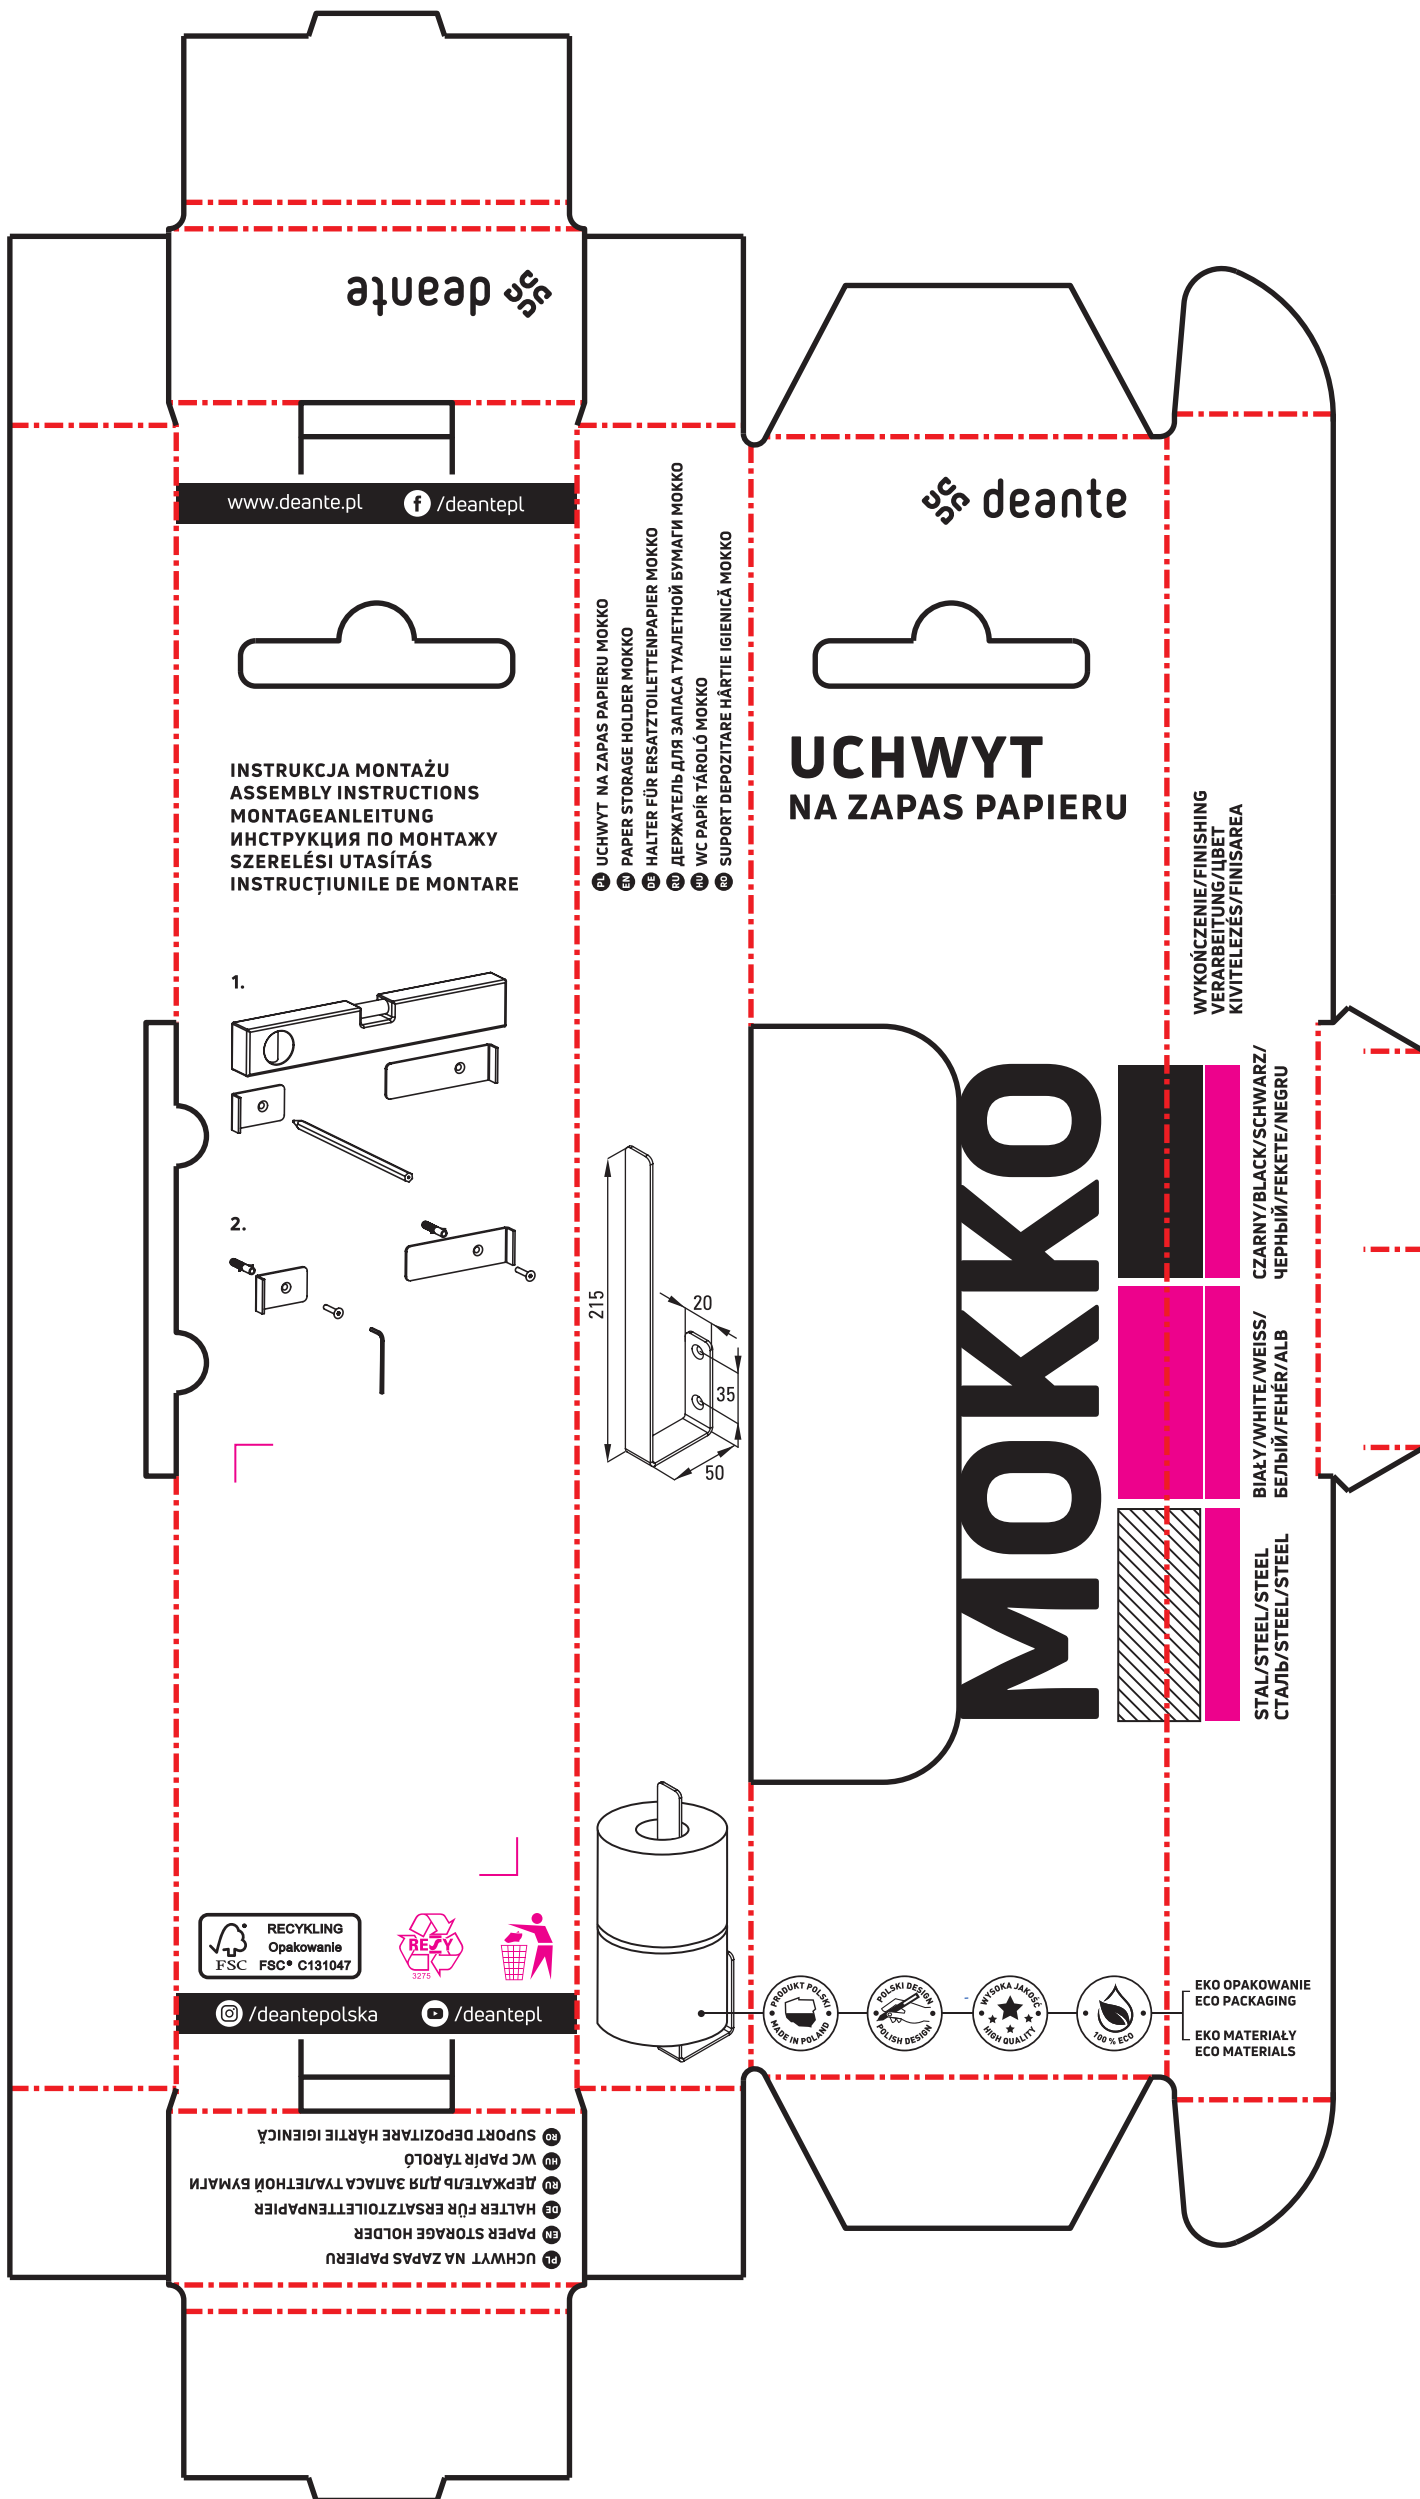 deante
www.deante.pl
/deantepl
INSTRUKCJA MONTAŻU
ASSEMBLY INSTRUCTIONS
MONTAGEANLEITUNG
ИНСТРУКЦИЯ ПО МОНТАЖУ
SZERELÉSI UTASÍTÁS
INSTRUCȚIUNILE DE MONTARE
1.
2.
RECYKLING
Opakowanie
FSC
FSC® C131047
RESY
3275
/deantepolska
/deantepl
RO SUPORT DEPOZITARE HÂRTIE IGIENICĂ
HU WC PAPÍR TÁROLÓ
RU ДЕРЖАТЕЛЬ ДЛЯ ЗАПАСА ТУАЛЕТНОЙ БУМАГИ
DE HALTER FÜR ERSATZTOILETTENPAPIER
EN PAPER STORAGE HOLDER
PL UCHWYT NA ZAPAS PAPIERU
PL UCHWYT NA ZAPAS PAPIERU MOKKO
EN PAPER STORAGE HOLDER MOKKO
DE HALTER FÜR ERSATZTOILETTENPAPIER MOKKO
RU ДЕРЖАТЕЛЬ ДЛЯ ЗАПАСА ТУАЛЕТНОЙ БУМАГИ MOKKO
HU WC PAPÍR TÁROLÓ MOKKO
RO SUPORT DEPOZITARE HÂRTIE IGIENICĂ MOKKO
215
20
35
50
deante
UCHWYT
NA ZAPAS PAPIERU
MOKKO
WYKOŃCZENIE/FINISHING
VERARBEITUNG/ЦВЕТ
KIVITELEZÉS/FINISAREA
CZARNY/BLACK/SCHWARZ/
ЧЕРНЫЙ/FEKETE/NEGRU
BIAŁY/WHITE/WEISS/
БЕЛЫЙ/FEHÉR/ALB
STAL/STEEL/STEEL
СТАЛЬ/STEEL/STEEL
PRODUKT POLSKI
MADE IN POLAND
POLSKI DESIGN
POLISH DESIGN
WYSOKA JAKOŚĆ
HIGH QUALITY
100 % ECO
EKO OPAKOWANIE
ECO PACKAGING
EKO MATERIAŁY
ECO MATERIALS